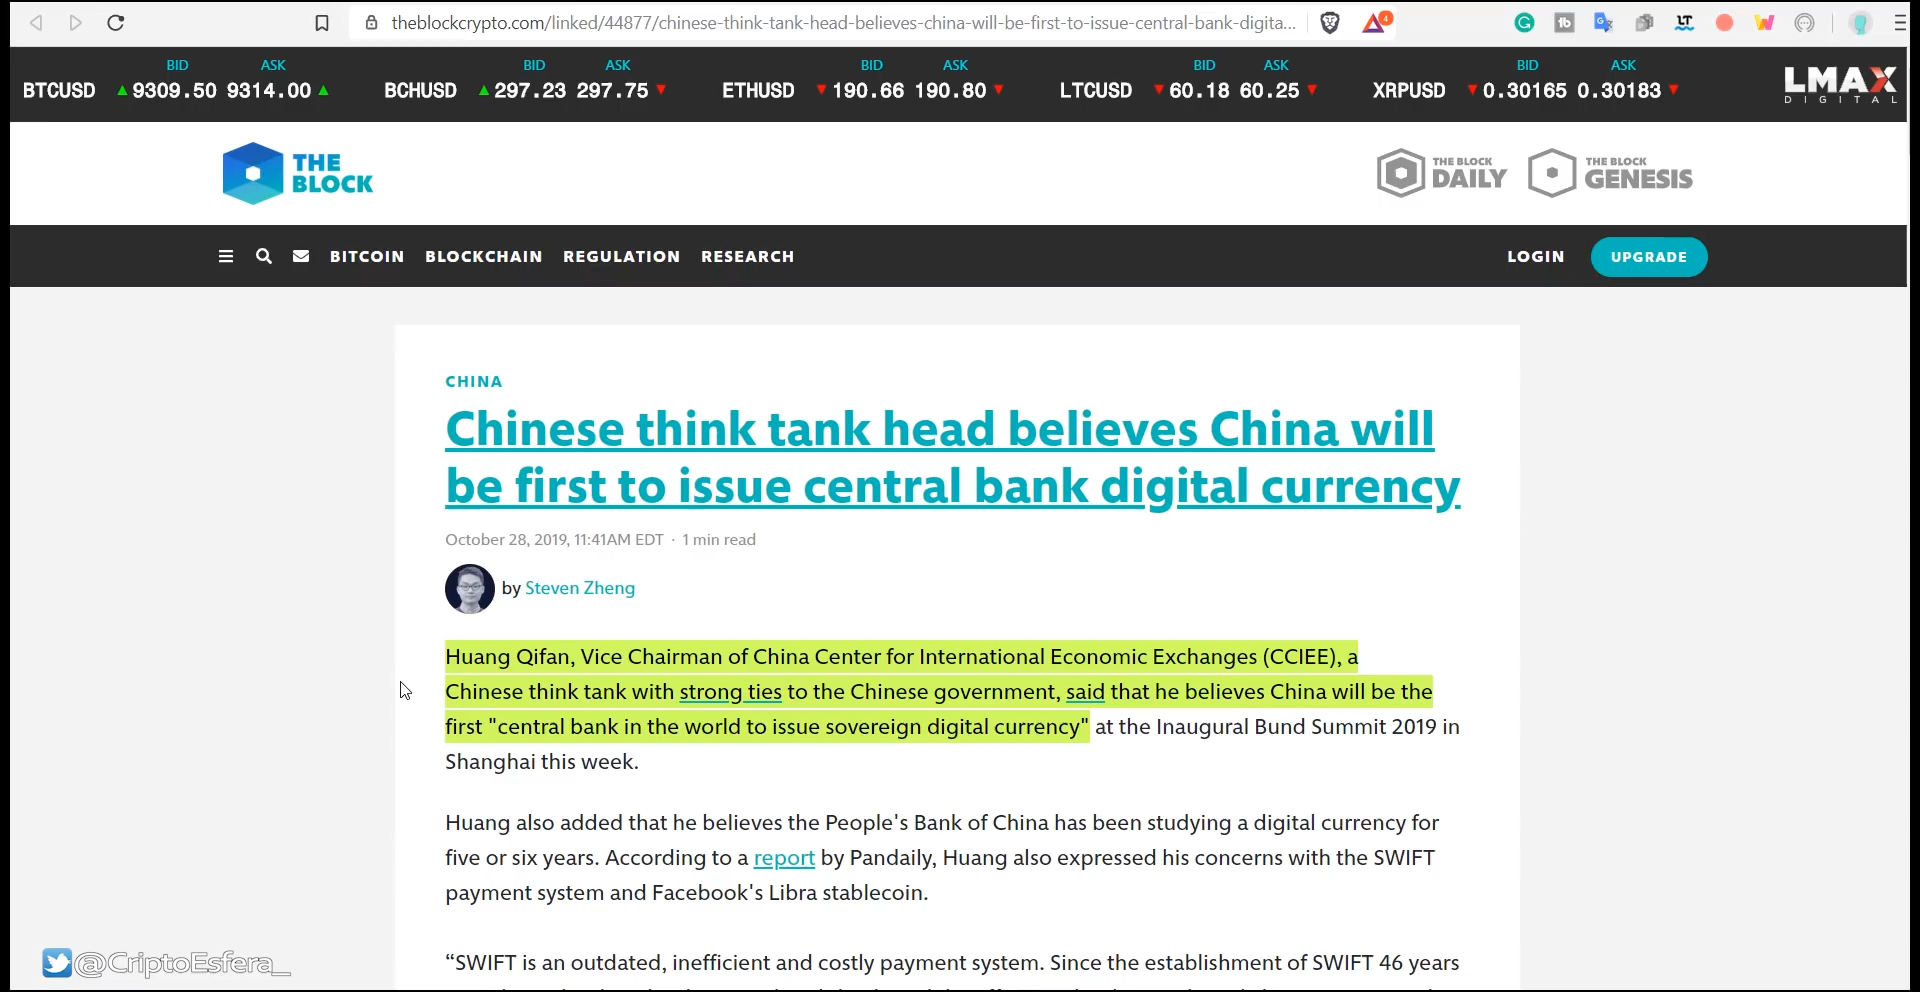 theblockcrypto.com/linked/44877/chinese-think-tank-head-believes-china-will-be-first-to-issue-central-bank-digita...
4
BID ASK BID ASK BID ASK BID ASK BID ASK
BTCUSD 9309.50 9314.00 BCHUSD 297.23 297.75 ETHUSD 190.66 190.80 LTCUSD 60.18 60.25 XRPUSD 0.30165 0.30183
LMAX
DIGITAL
THE
BLOCK
THE BLOCK
DAILY
THE BLOCK
GENESIS
BITCOIN BLOCKCHAIN REGULATION RESEARCH LOGIN UPGRADE
CHINA
Chinese think tank head believes China will
be first to issue central bank digital currency
October 28, 2019, 11:41AM EDT · 1 min read
by Steven Zheng
Huang Qifan, Vice Chairman of China Center for International Economic Exchanges (CCIEE), a
Chinese think tank with strong ties to the Chinese government, said that he believes China will be the
first "central bank in the world to issue sovereign digital currency" at the Inaugural Bund Summit 2019 in
Shanghai this week.
Huang also added that he believes the People's Bank of China has been studying a digital currency for
five or six years. According to a report by Pandaily, Huang also expressed his concerns with the SWIFT
payment system and Facebook's Libra stablecoin.
“SWIFT is an outdated, inefficient and costly payment system. Since the establishment of SWIFT 46 years
@CriptoEsfera_